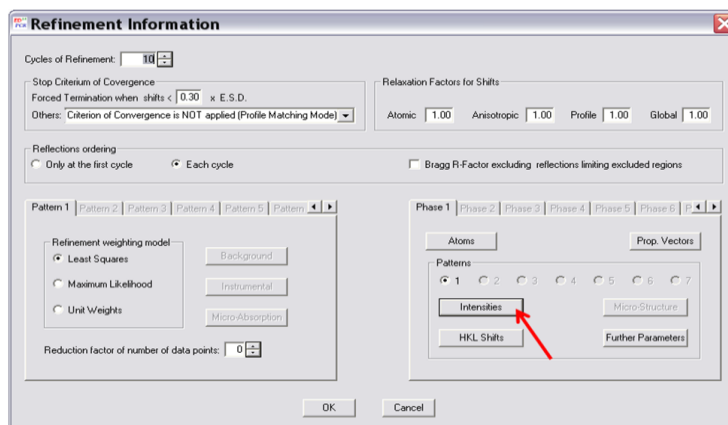 Refinement Information
Cycles of Refinement: 10
Stop Criterium of Convergence
Forced Termination when shifts < 0.30 x E.S.D.
Others: Criterion of Convergence is NOT applied (Profile Matching Mode)
Relaxation Factors for Shifts
Atomic 1.00 Anisotropic 1.00 Profile 1.00 Global 1.00
Reflections ordering
Only at the first cycle Each cycle
Bragg R-Factor excluding reflections limiting excluded regions
Pattern 1 Pattern 2 Pattern 3 Pattern 4 Pattern 5 Pattern
Refinement weighting model
Least Squares
Maximum Likelihood
Unit Weights
Background
Instrumental
Micro-Absorption
Reduction factor of number of data points: 0
Phase 1 Phase 2 Phase 3 Phase 4 Phase 5 Phase 6 P
Atoms Prop. Vectors
Patterns
1 2 3 4 5 6 7
Intensities Micro-Structure
HKL Shifts Further Parameters
OK Cancel